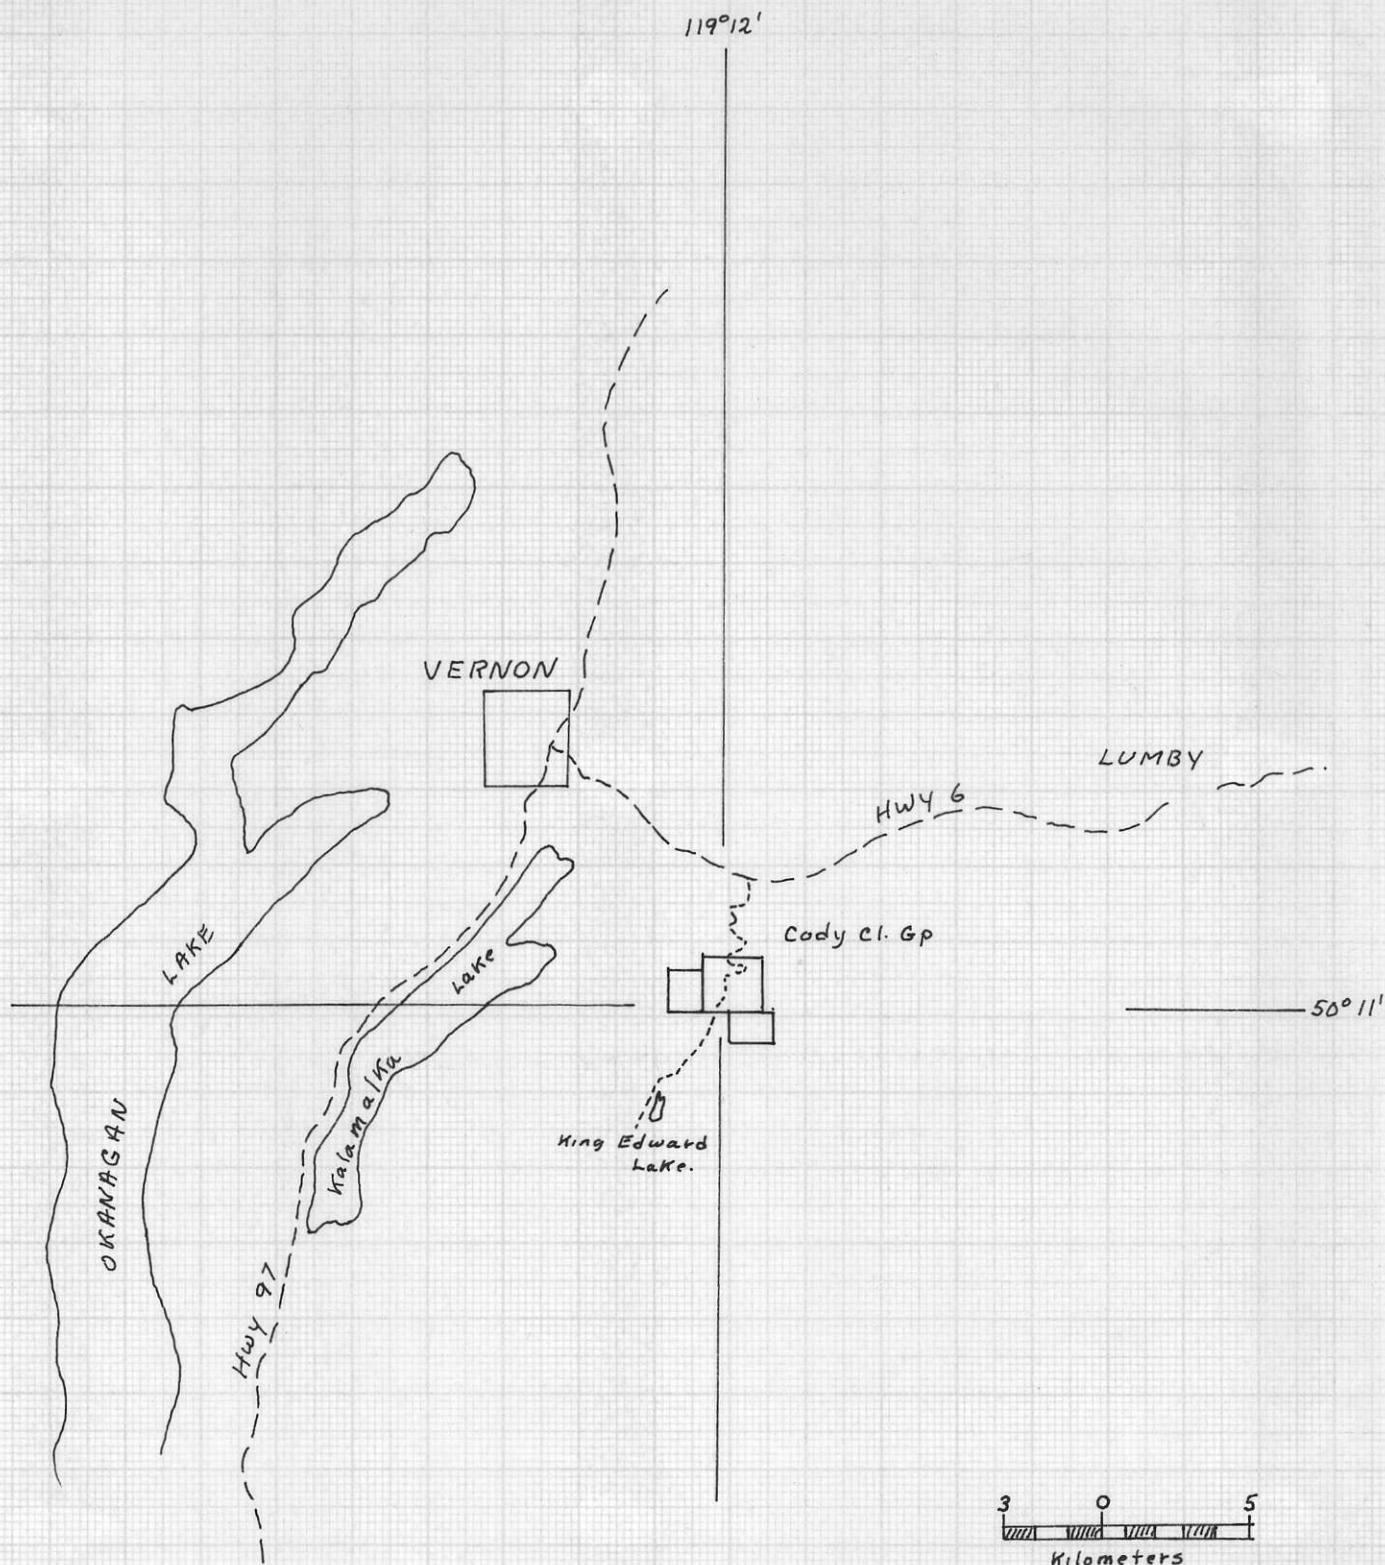 119°12'
VERNON
LUMBY
HWY 6
Cody Cl. Gp
LAKE
Lake
50°11'
Kalamalka
OKANAGAN
King Edward
Lake.
HWY 97
3 0 5
Kilometers